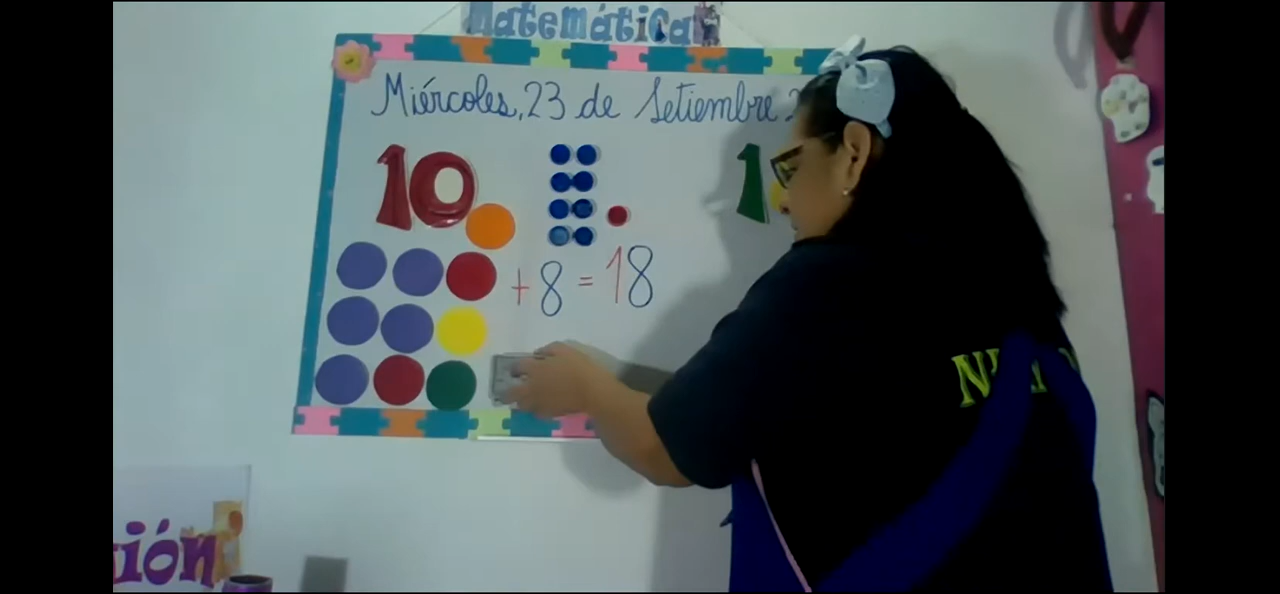 Matemática
Miércoles, 23 de Setiembre
10
+ 8 = 18
ión